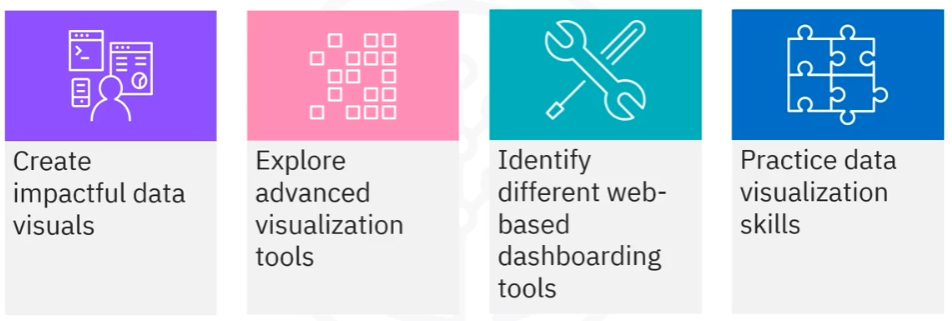 Create
impactful data
visuals
Explore
advanced
visualization
tools
Identify
different web-
based
dashboarding
tools
Practice data
visualization
skills